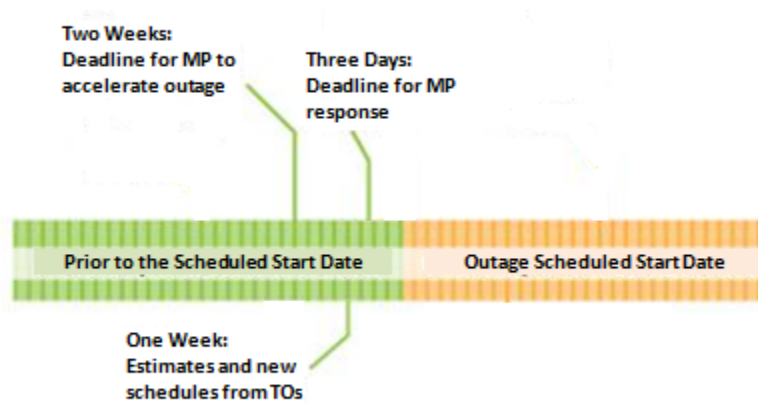 Two Weeks:
Deadline for MP to
accelerate outage
Three Days:
Deadline for MP
response
Prior to the Scheduled Start Date
Outage Scheduled Start Date
One Week:
Estimates and new
schedules from TOs